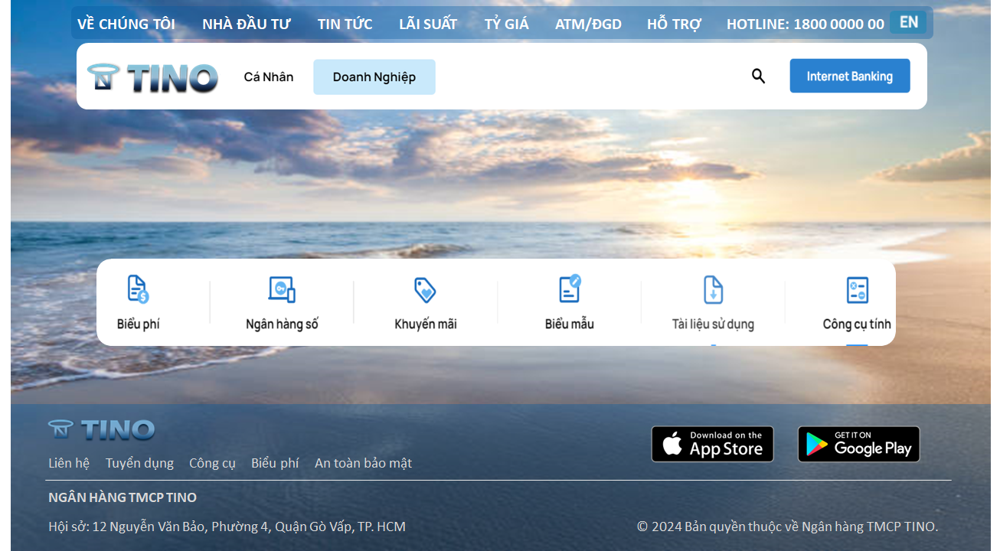 VỀ CHÚNG TÔI NHÀ ĐẦU TƯ TIN TỨC LÃI SUẤT TỶ GIÁ ATM/ĐGD HỖ TRỢ HOTLINE: 1800 0000 00 EN
TINO Cá Nhân Doanh Nghiệp Internet Banking
Biểu phí Ngân hàng số Khuyến mãi Biểu mẫu Tài liệu sử dụng Công cụ tính
TINO
Download on the
App Store
GET IT ON
Google Play
Liên hệ Tuyển dụng Công cụ Biểu phí An toàn bảo mật
NGÂN HÀNG TMCP TINO
Hội sở: 12 Nguyễn Văn Bảo, Phường 4, Quận Gò Vấp, TP. HCM © 2024 Bản quyền thuộc về Ngân hàng TMCP TINO.